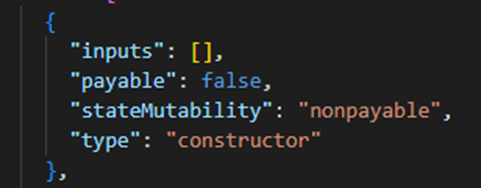 {
"inputs": [],
"payable": false,
"stateMutability": "nonpayable",
"type": "constructor"
},